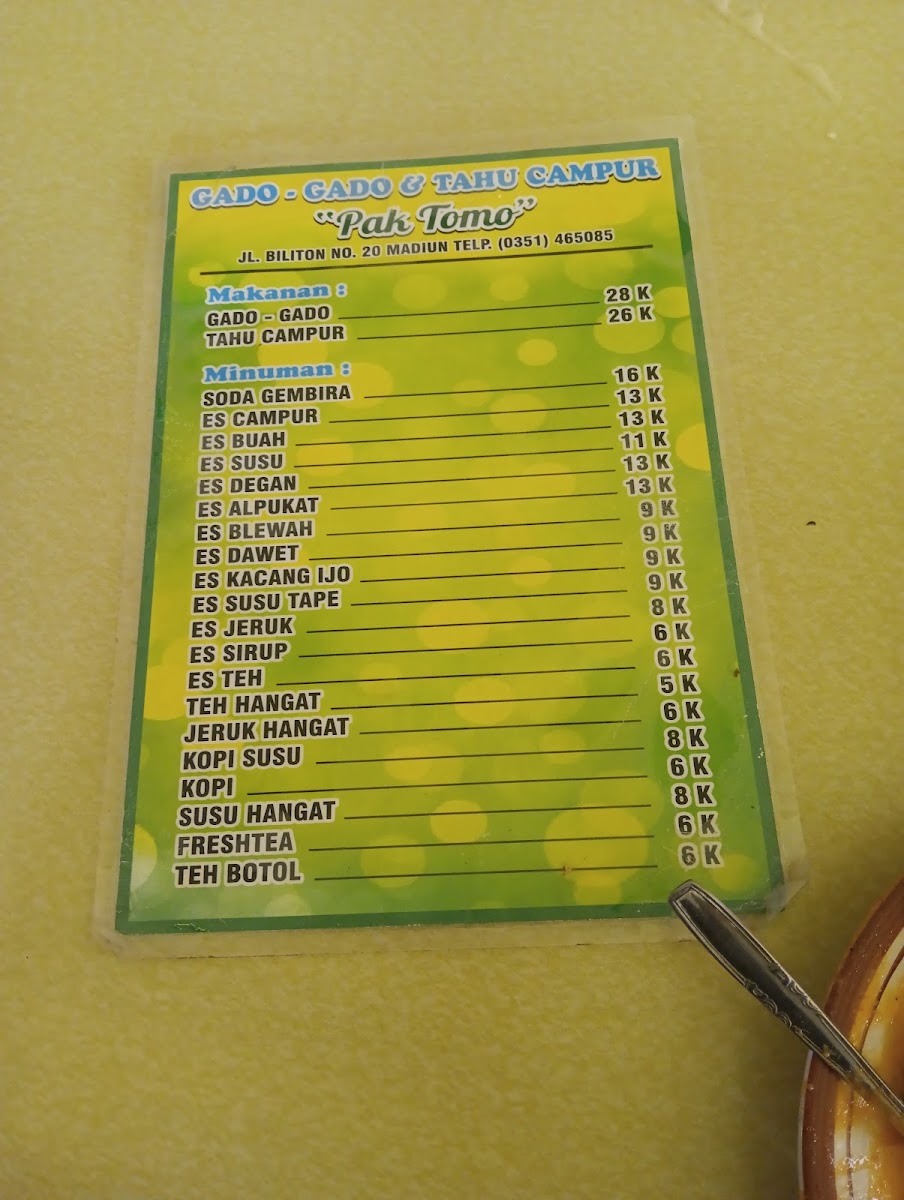 GADO - GADO & TAHU CAMPUR
"Pak Tomo"
JL. BILITON NO. 20 MADIUN TELP. (0351) 465085
Makanan :
GADO - GADO 28 K
TAHU CAMPUR 26 K
Minuman :
SODA GEMBIRA 16 K
ES CAMPUR 13 K
ES BUAH 13 K
ES SUSU 11 K
ES DEGAN 13 K
ES ALPUKAT 13 K
ES BLEWAH 9 K
ES DAWET 9 K
ES KACANG IJO 9 K
ES SUSU TAPE 9 K
ES JERUK 8 K
ES SIRUP 6 K
ES TEH 6 K
TEH HANGAT 5 K
JERUK HANGAT 6 K
KOPI SUSU 8 K
KOPI 6 K
SUSU HANGAT 8 K
FRESHTEA 6 K
TEH BOTOL 6 K